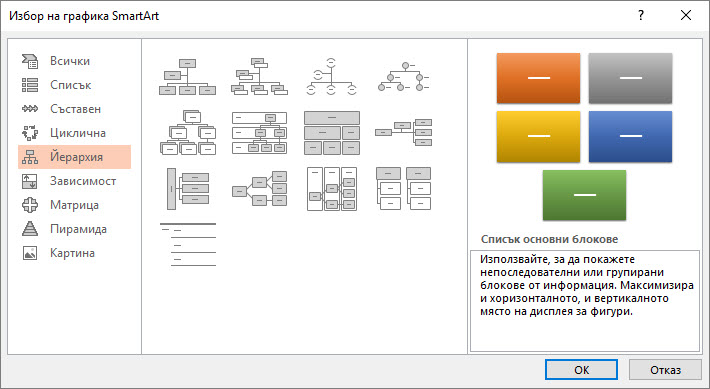 Избор на графика SmartArt
?
Всички
Списък
Съставен
Циклична
Йерархия
Зависимост
Матрица
Пирамида
Картина
Списък основни блокове
Използвайте, за да покажете
непоследователни или групирани
блокове от информация. Максимизира
и хоризонталното, и вертикалното
място на дисплея за фигури.
ОК
Отказ